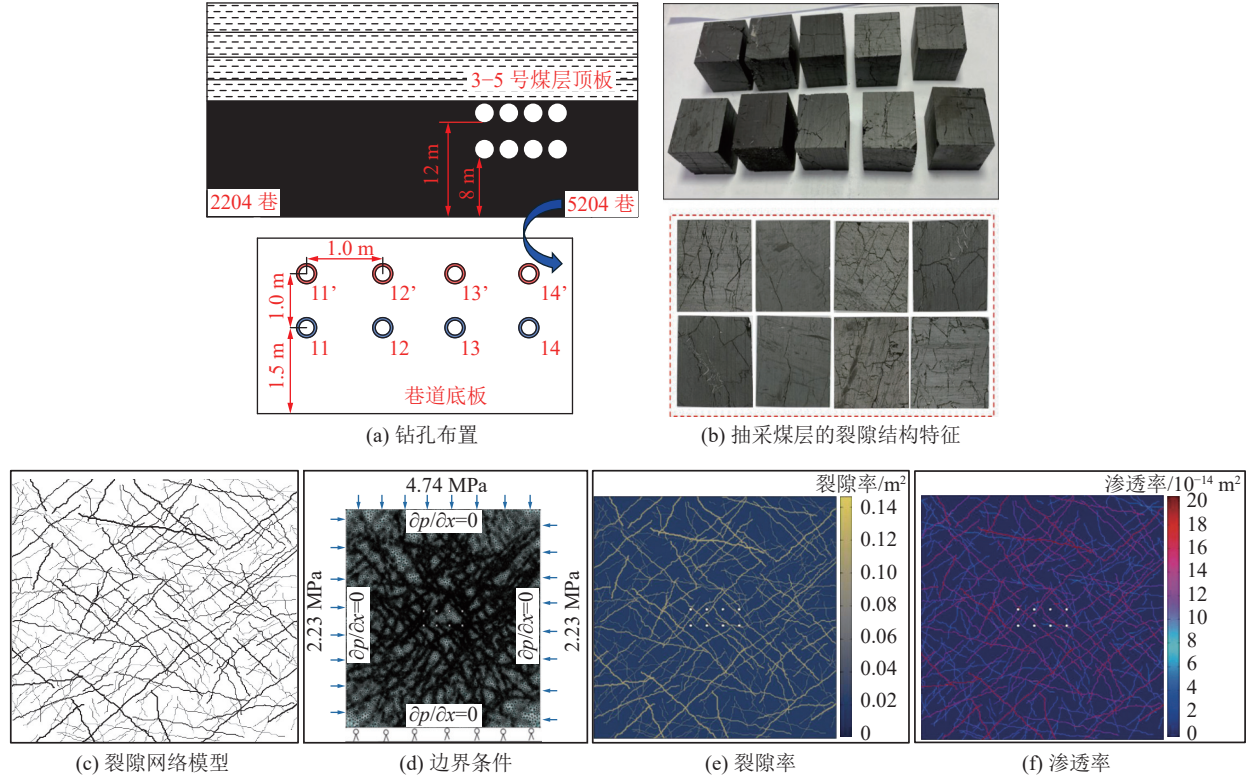 3−5 号煤层顶板
12 m
8 m
2204 巷
5204 巷
1.0 m
11’ 12’ 13’ 14’
1.0 m
11 12 13 14
1.5 m
巷道底板
(a) 钻孔布置
(b) 抽采煤层的裂隙结构特征
(c) 裂隙网络模型
4.74 MPa
∂p/∂x=0
2.23 MPa
∂p/∂x=0
∂p/∂x=0
2.23 MPa
∂p/∂x=0
(d) 边界条件
裂隙率/m²
0.14
0.12
0.10
0.08
0.06
0.04
0.02
0
(e) 裂隙率
渗透率/10⁻¹⁴ m²
20
18
16
14
12
10
8
6
4
2
0
(f) 渗透率